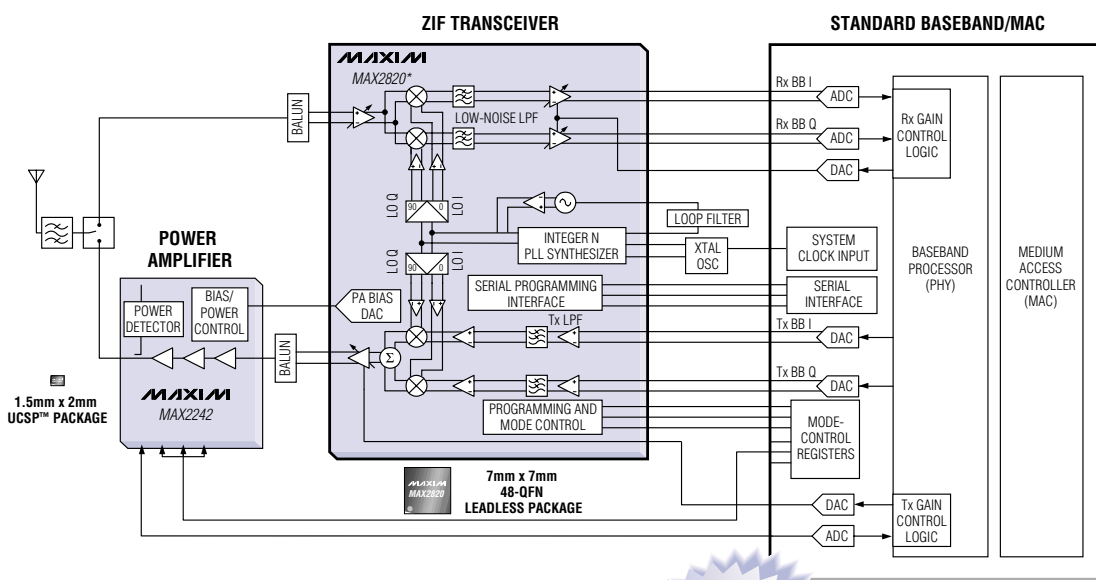 ZIF TRANSCEIVER
STANDARD BASEBAND/MAC
MAXIM
MAX2820*
BALUN
LOW-NOISE LPF
LO Q
90
0
LO I
LO Q
90
0
LO I
LOOP FILTER
INTEGER N
PLL SYNTHESIZER
XTAL
OSC
SERIAL PROGRAMMING
INTERFACE
Tx LPF
Σ
PROGRAMMING AND
MODE CONTROL
Rx BB I
ADC
Rx BB Q
ADC
DAC
Rx GAIN
CONTROL
LOGIC
SYSTEM
CLOCK INPUT
SERIAL
INTERFACE
Tx BB I
DAC
Tx BB Q
DAC
MODE-
CONTROL
REGISTERS
DAC
ADC
Tx GAIN
CONTROL
LOGIC
BASEBAND
PROCESSOR
(PHY)
MEDIUM
ACCESS
CONTROLLER
(MAC)
POWER
AMPLIFIER
POWER
DETECTOR
BIAS/
POWER
CONTROL
PA BIAS
DAC
BALUN
MAXIM
MAX2242
1.5mm x 2mm
UCSP™ PACKAGE
MAXIM
MAX2820
7mm x 7mm
48-QFN
LEADLESS PACKAGE